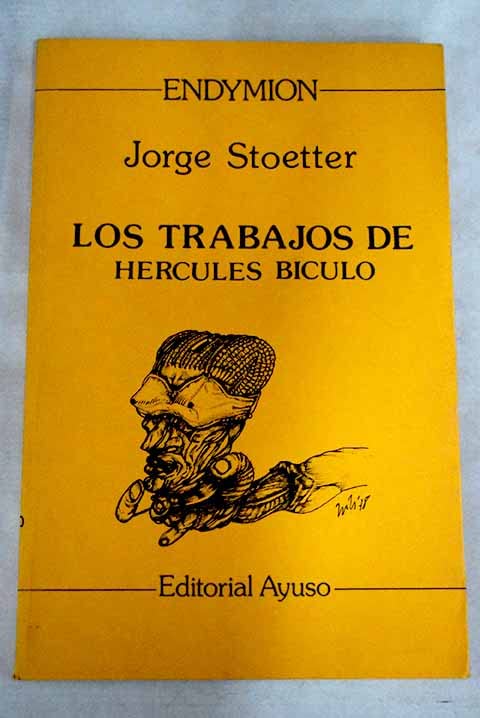 ENDYMION
Jorge Stoetter
LOS TRABAJOS DE
HERCULES BICULO
Editorial Ayuso